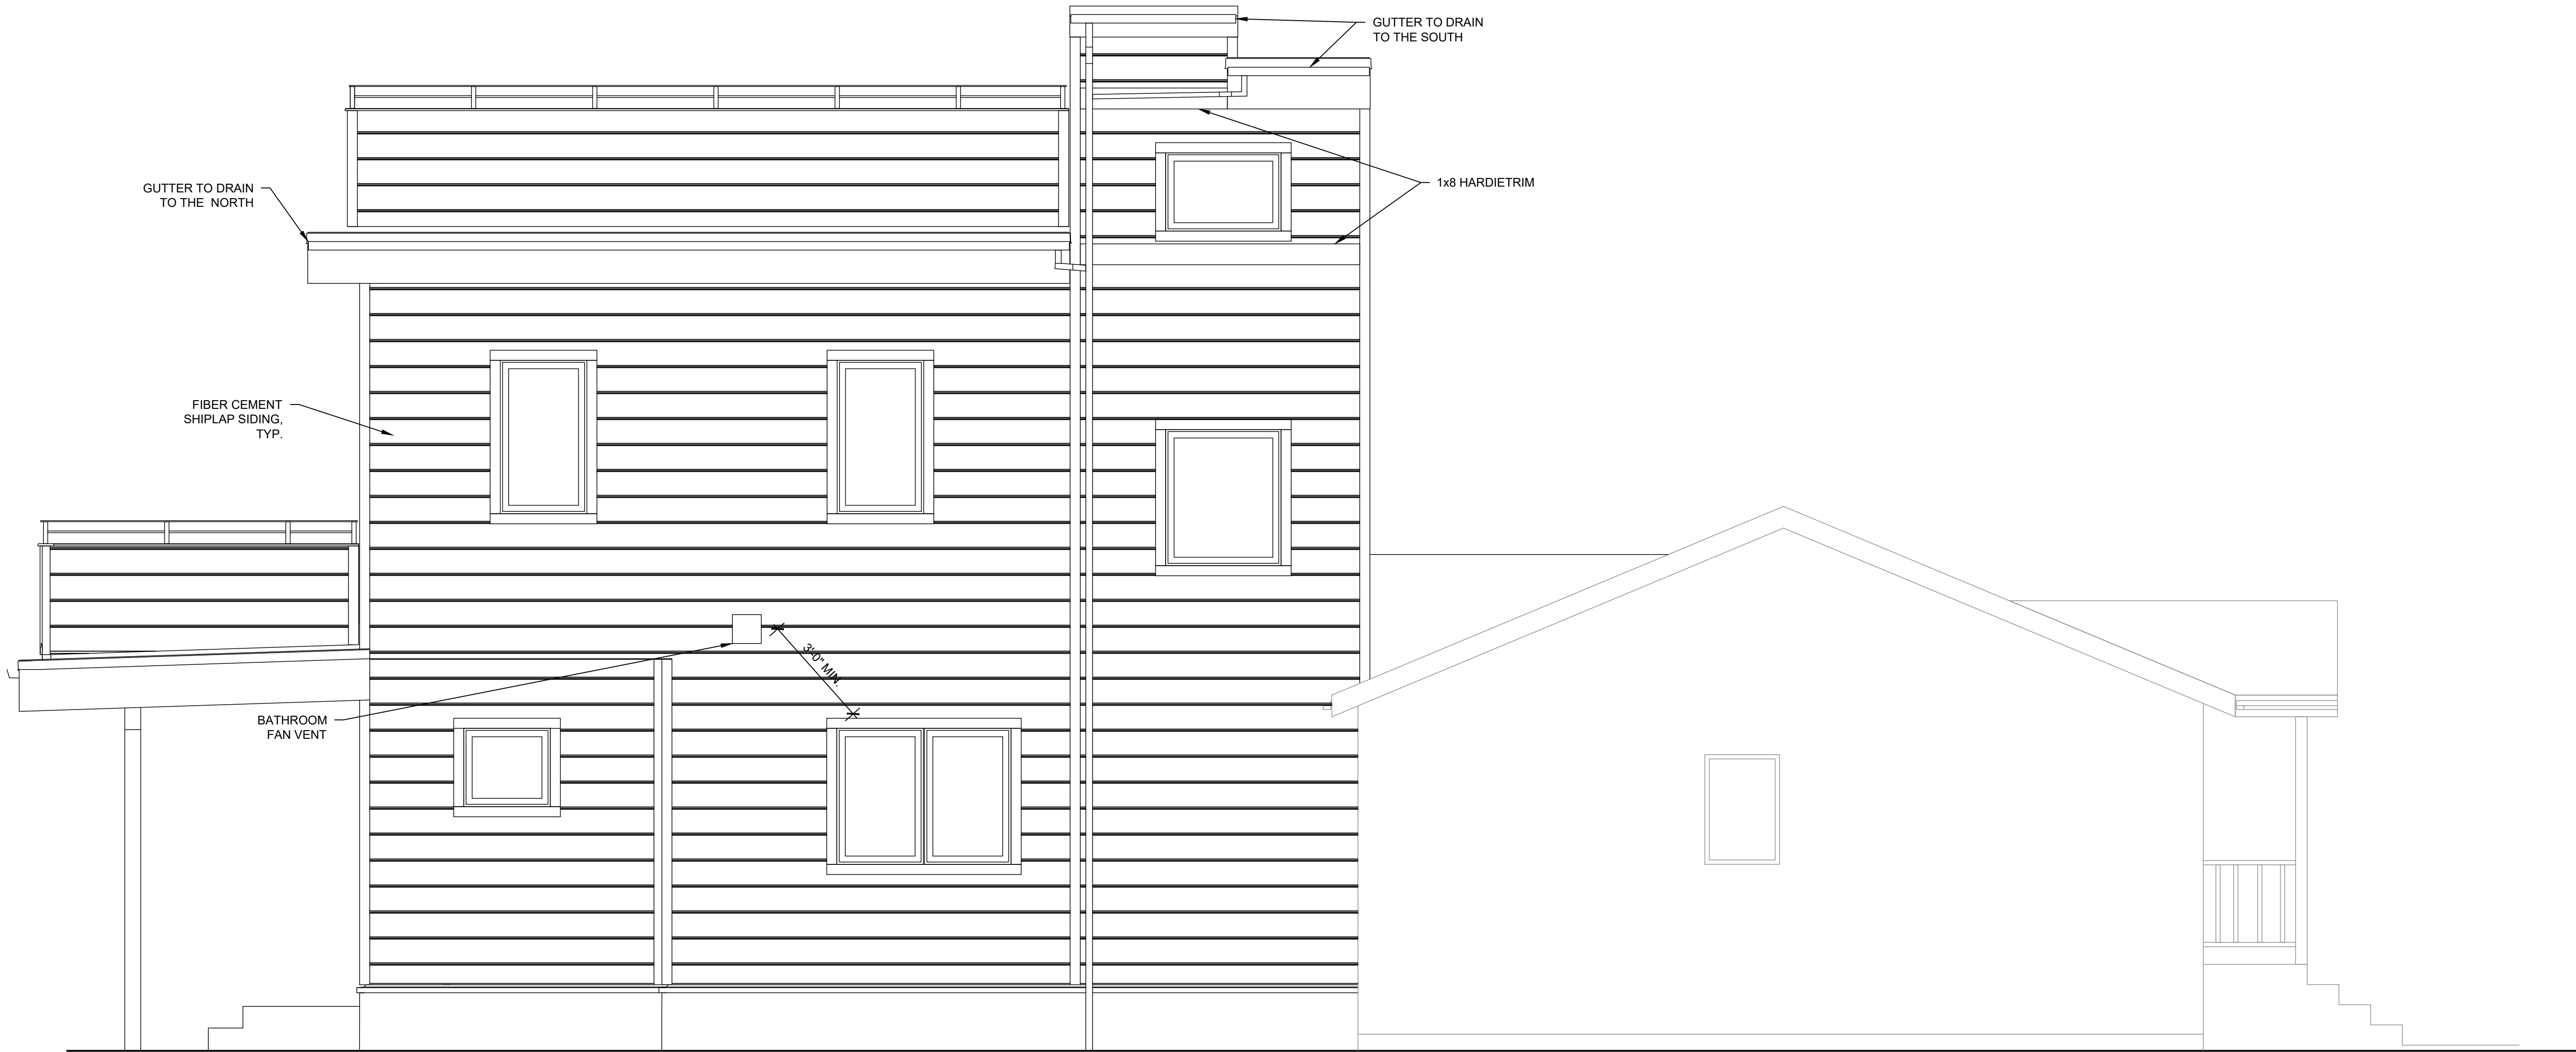 GUTTER TO DRAIN
TO THE SOUTH
1x8 HARDIETRIM
GUTTER TO DRAIN
TO THE  NORTH
FIBER CEMENT
SHIPLAP SIDING,
TYP.
3'-0" MIN.
BATHROOM
FAN VENT